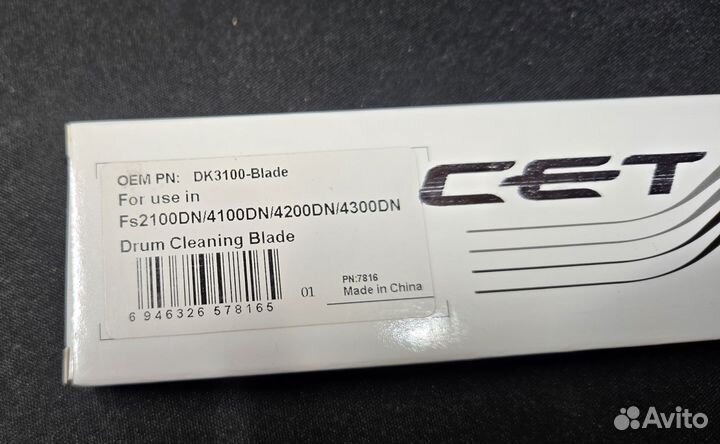 CET
OEM PN: DK3100-Blade
For use in
Fs2100DN/4100DN/4200DN/4300DN
Drum Cleaning Blade
01
PN:7816
Made in China
6 946326 578165
Avito